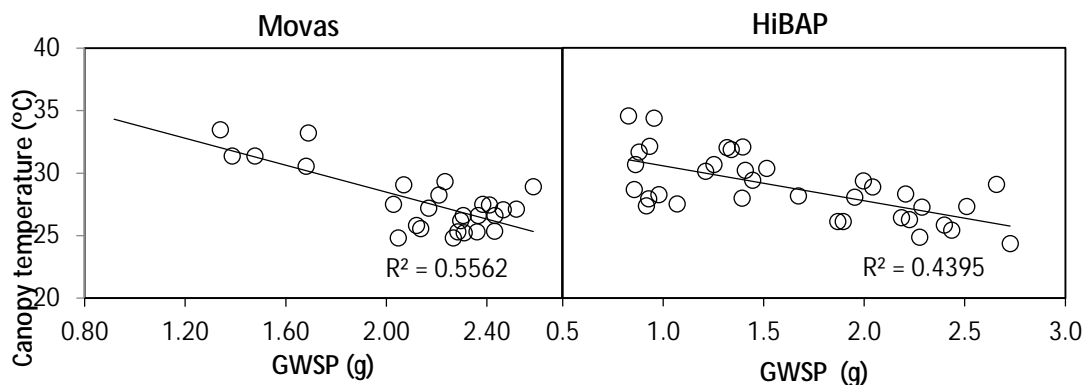 Movas
HiBAP
Canopy temperature (°C)
40
35
30
25
20
R² = 0.5562
R² = 0.4395
0.80 1.20 1.60 2.00 2.40
0.5 1.0 1.5 2.0 2.5 3.0
GWSP (g)
GWSP (g)